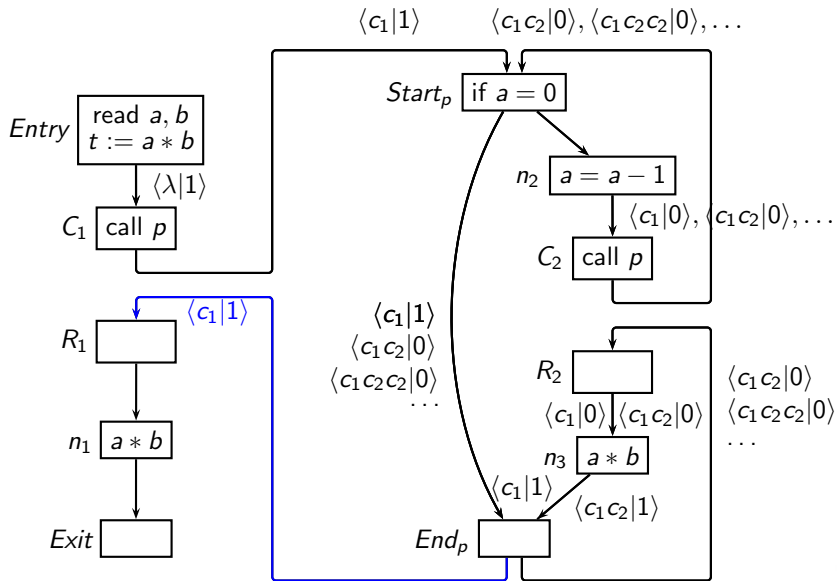 ⟨c₁|1⟩
⟨c₁c₂|0⟩, ⟨c₁c₂c₂|0⟩, . . .
Entry
read a, b
t := a ∗ b
Start_p
if a = 0
⟨λ|1⟩
n₂
a = a − 1
C₁
call p
⟨c₁|0⟩, ⟨c₁c₂|0⟩, . . .
C₂
call p
⟨c₁|1⟩
R₁
⟨c₁|1⟩
⟨c₁c₂|0⟩
⟨c₁c₂c₂|0⟩
. . .
R₂
⟨c₁c₂|0⟩
⟨c₁c₂c₂|0⟩
. . .
⟨c₁|0⟩
⟨c₁c₂|0⟩
n₁
a ∗ b
n₃
a ∗ b
⟨c₁|1⟩
⟨c₁c₂|1⟩
Exit
End_p